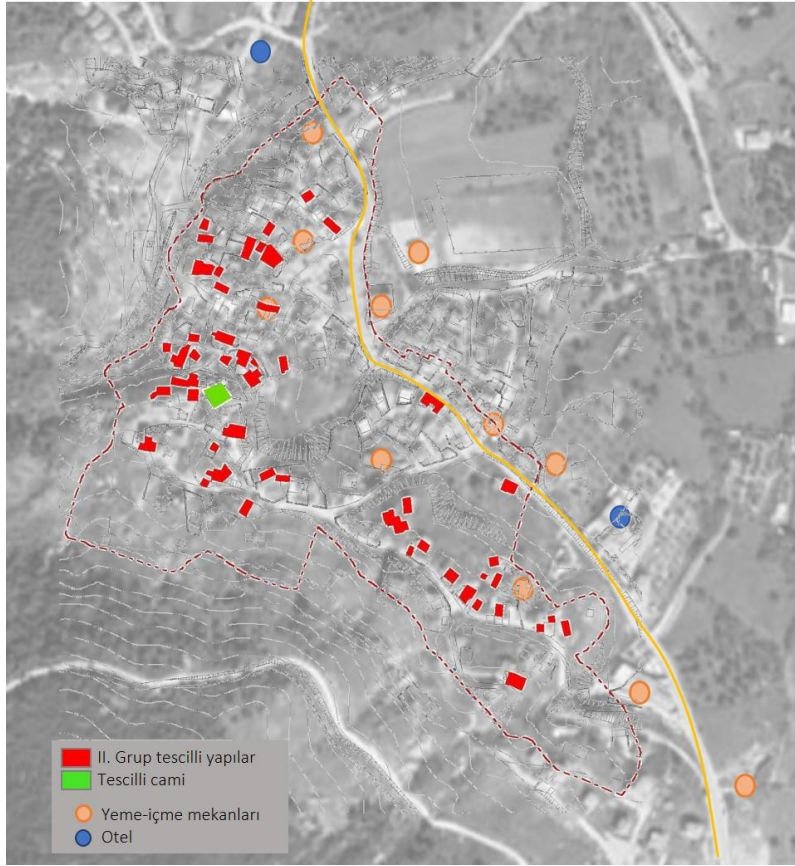 II. Grup tescilli yapılar
Tescilli cami
Yeme-içme mekanları
Otel